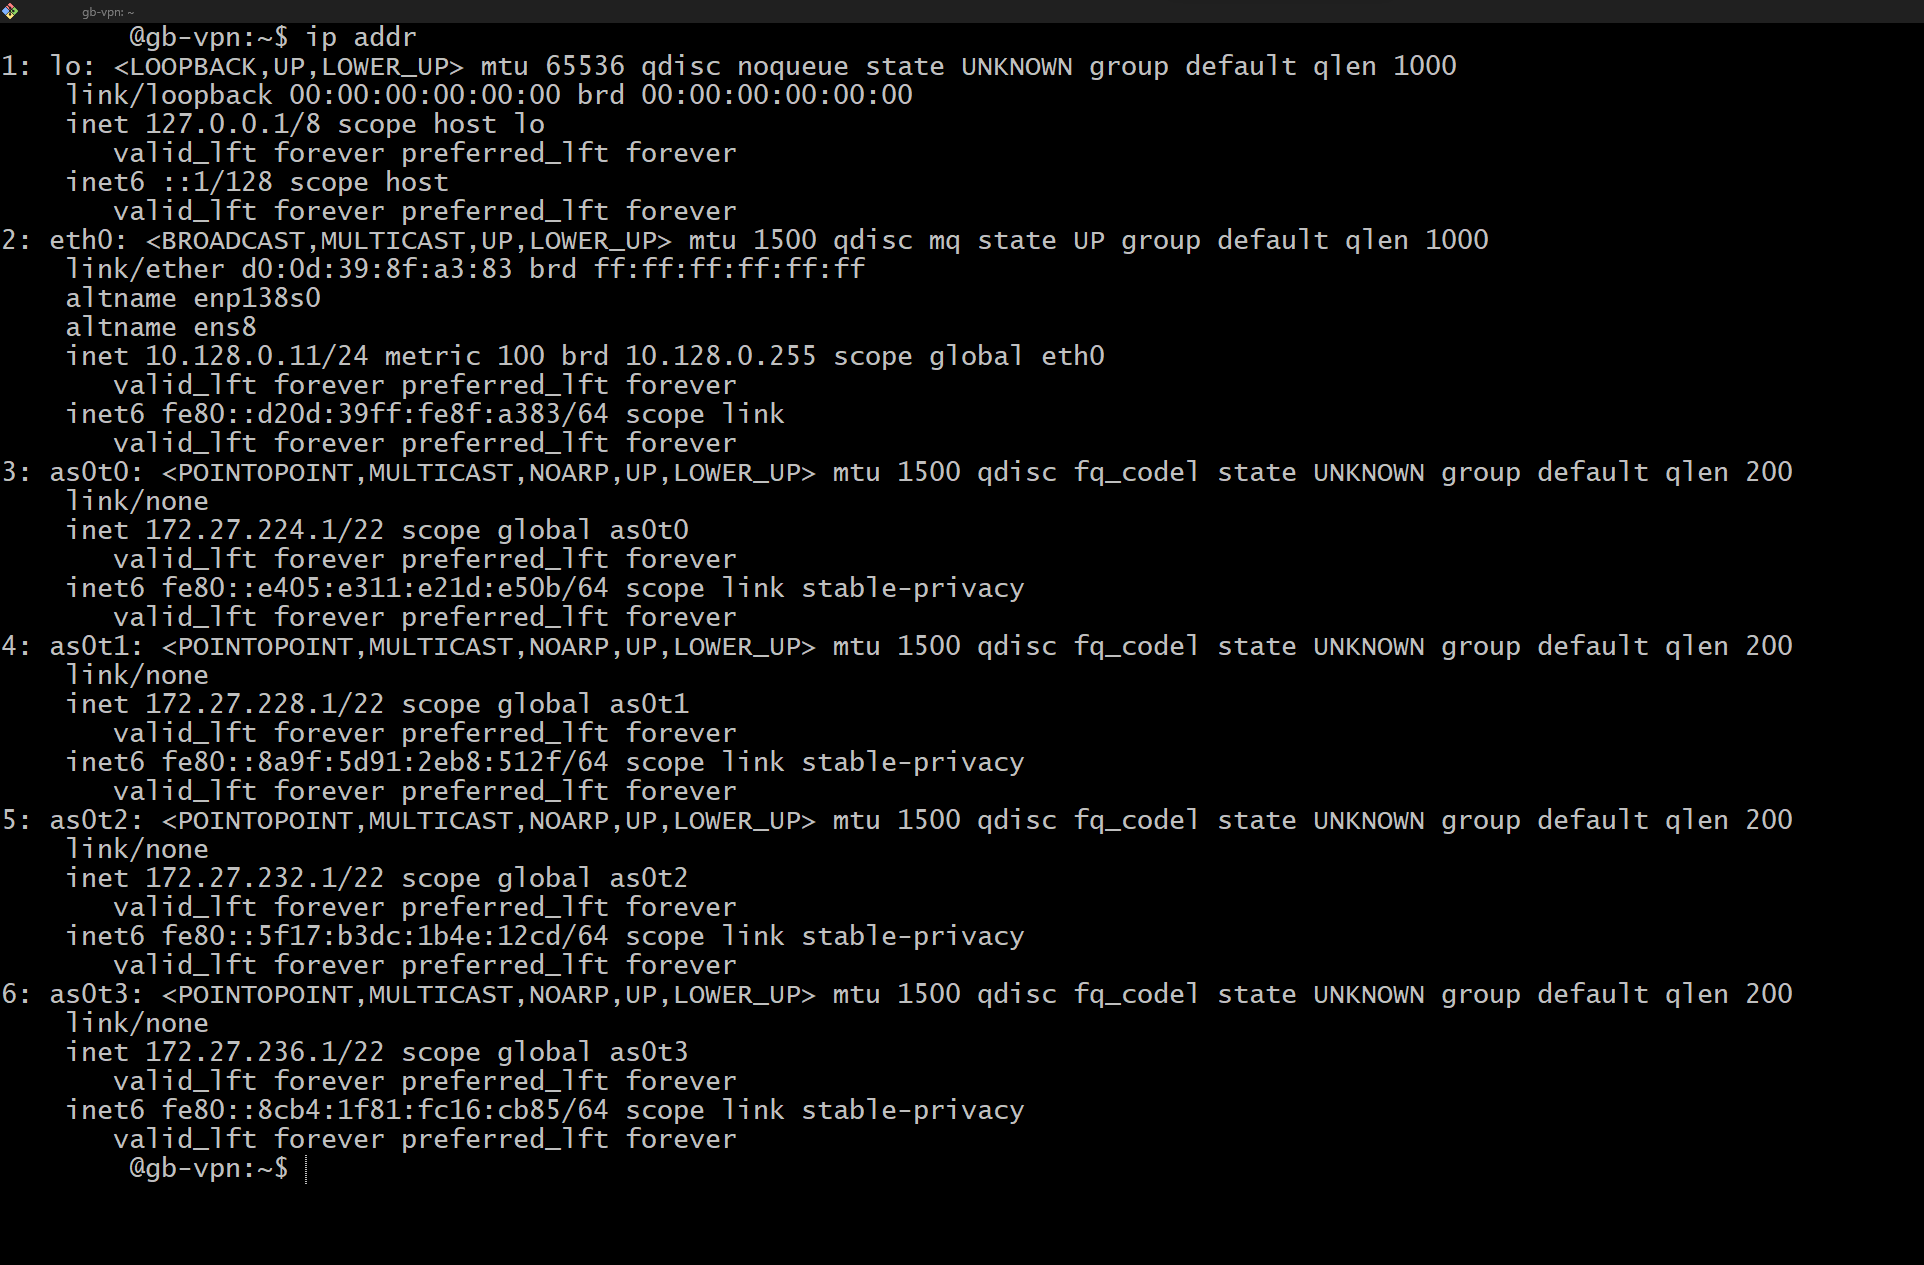 gb-vpn: ~
@gb-vpn:~$ ip addr
1: lo: <LOOPBACK,UP,LOWER_UP> mtu 65536 qdisc noqueue state UNKNOWN group default qlen 1000
    link/loopback 00:00:00:00:00:00 brd 00:00:00:00:00:00
    inet 127.0.0.1/8 scope host lo
       valid_lft forever preferred_lft forever
    inet6 ::1/128 scope host
       valid_lft forever preferred_lft forever
2: eth0: <BROADCAST,MULTICAST,UP,LOWER_UP> mtu 1500 qdisc mq state UP group default qlen 1000
    link/ether d0:0d:39:8f:a3:83 brd ff:ff:ff:ff:ff:ff
    altname enp138s0
    altname ens8
    inet 10.128.0.11/24 metric 100 brd 10.128.0.255 scope global eth0
       valid_lft forever preferred_lft forever
    inet6 fe80::d20d:39ff:fe8f:a383/64 scope link
       valid_lft forever preferred_lft forever
3: as0t0: <POINTOPOINT,MULTICAST,NOARP,UP,LOWER_UP> mtu 1500 qdisc fq_codel state UNKNOWN group default qlen 200
    link/none
    inet 172.27.224.1/22 scope global as0t0
       valid_lft forever preferred_lft forever
    inet6 fe80::e405:e311:e21d:e50b/64 scope link stable-privacy
       valid_lft forever preferred_lft forever
4: as0t1: <POINTOPOINT,MULTICAST,NOARP,UP,LOWER_UP> mtu 1500 qdisc fq_codel state UNKNOWN group default qlen 200
    link/none
    inet 172.27.228.1/22 scope global as0t1
       valid_lft forever preferred_lft forever
    inet6 fe80::8a9f:5d91:2eb8:512f/64 scope link stable-privacy
       valid_lft forever preferred_lft forever
5: as0t2: <POINTOPOINT,MULTICAST,NOARP,UP,LOWER_UP> mtu 1500 qdisc fq_codel state UNKNOWN group default qlen 200
    link/none
    inet 172.27.232.1/22 scope global as0t2
       valid_lft forever preferred_lft forever
    inet6 fe80::5f17:b3dc:1b4e:12cd/64 scope link stable-privacy
       valid_lft forever preferred_lft forever
6: as0t3: <POINTOPOINT,MULTICAST,NOARP,UP,LOWER_UP> mtu 1500 qdisc fq_codel state UNKNOWN group default qlen 200
    link/none
    inet 172.27.236.1/22 scope global as0t3
       valid_lft forever preferred_lft forever
    inet6 fe80::8cb4:1f81:fc16:cb85/64 scope link stable-privacy
       valid_lft forever preferred_lft forever
@gb-vpn:~$